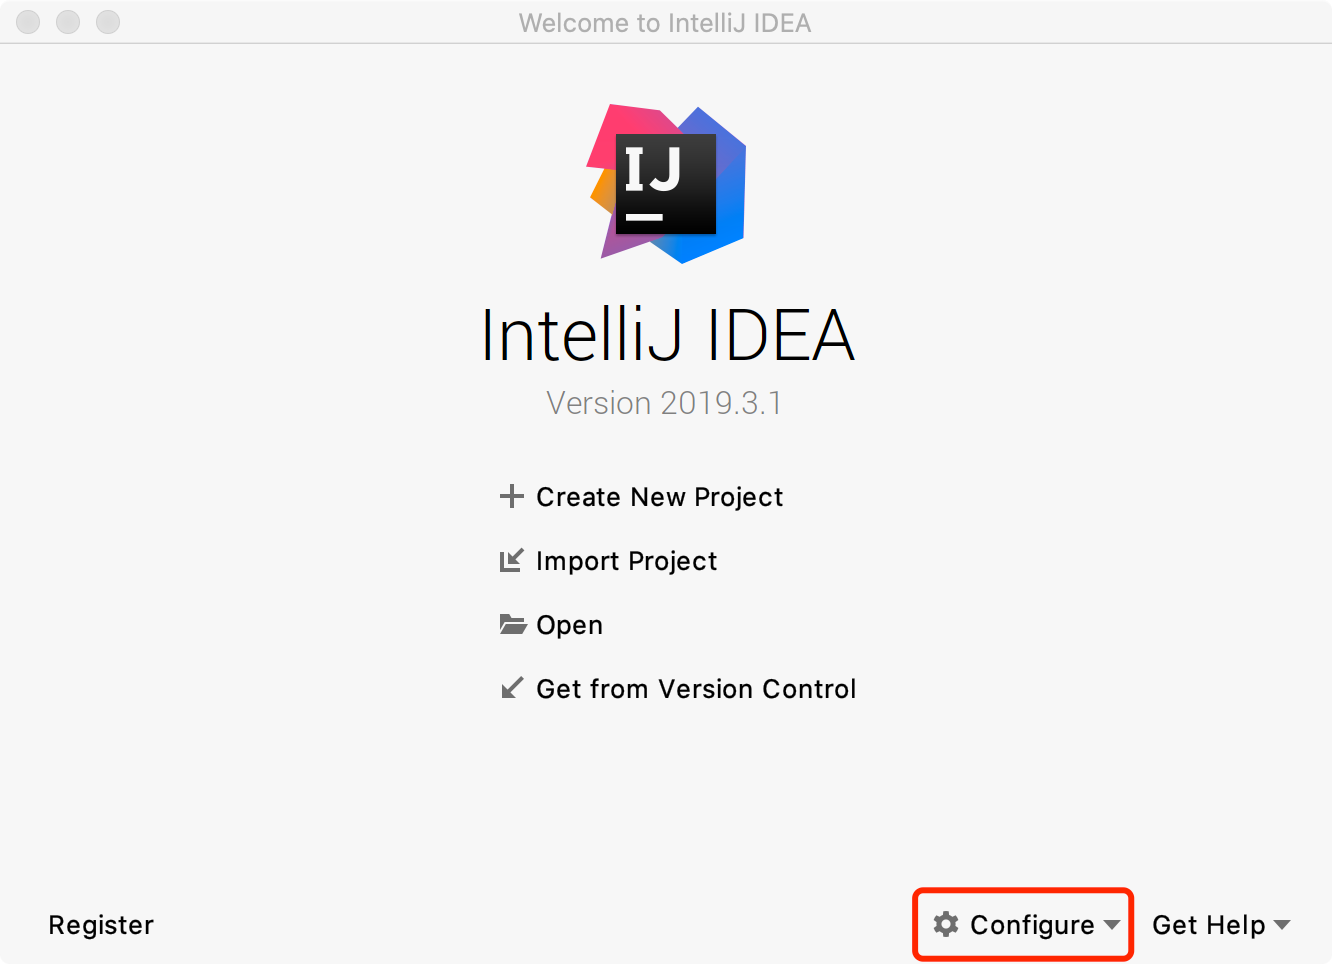 Welcome to IntelliJ IDEA
IJ
IntelliJ IDEA
Version 2019.3.1
Create New Project
Import Project
Open
Get from Version Control
Register
Configure
Get Help